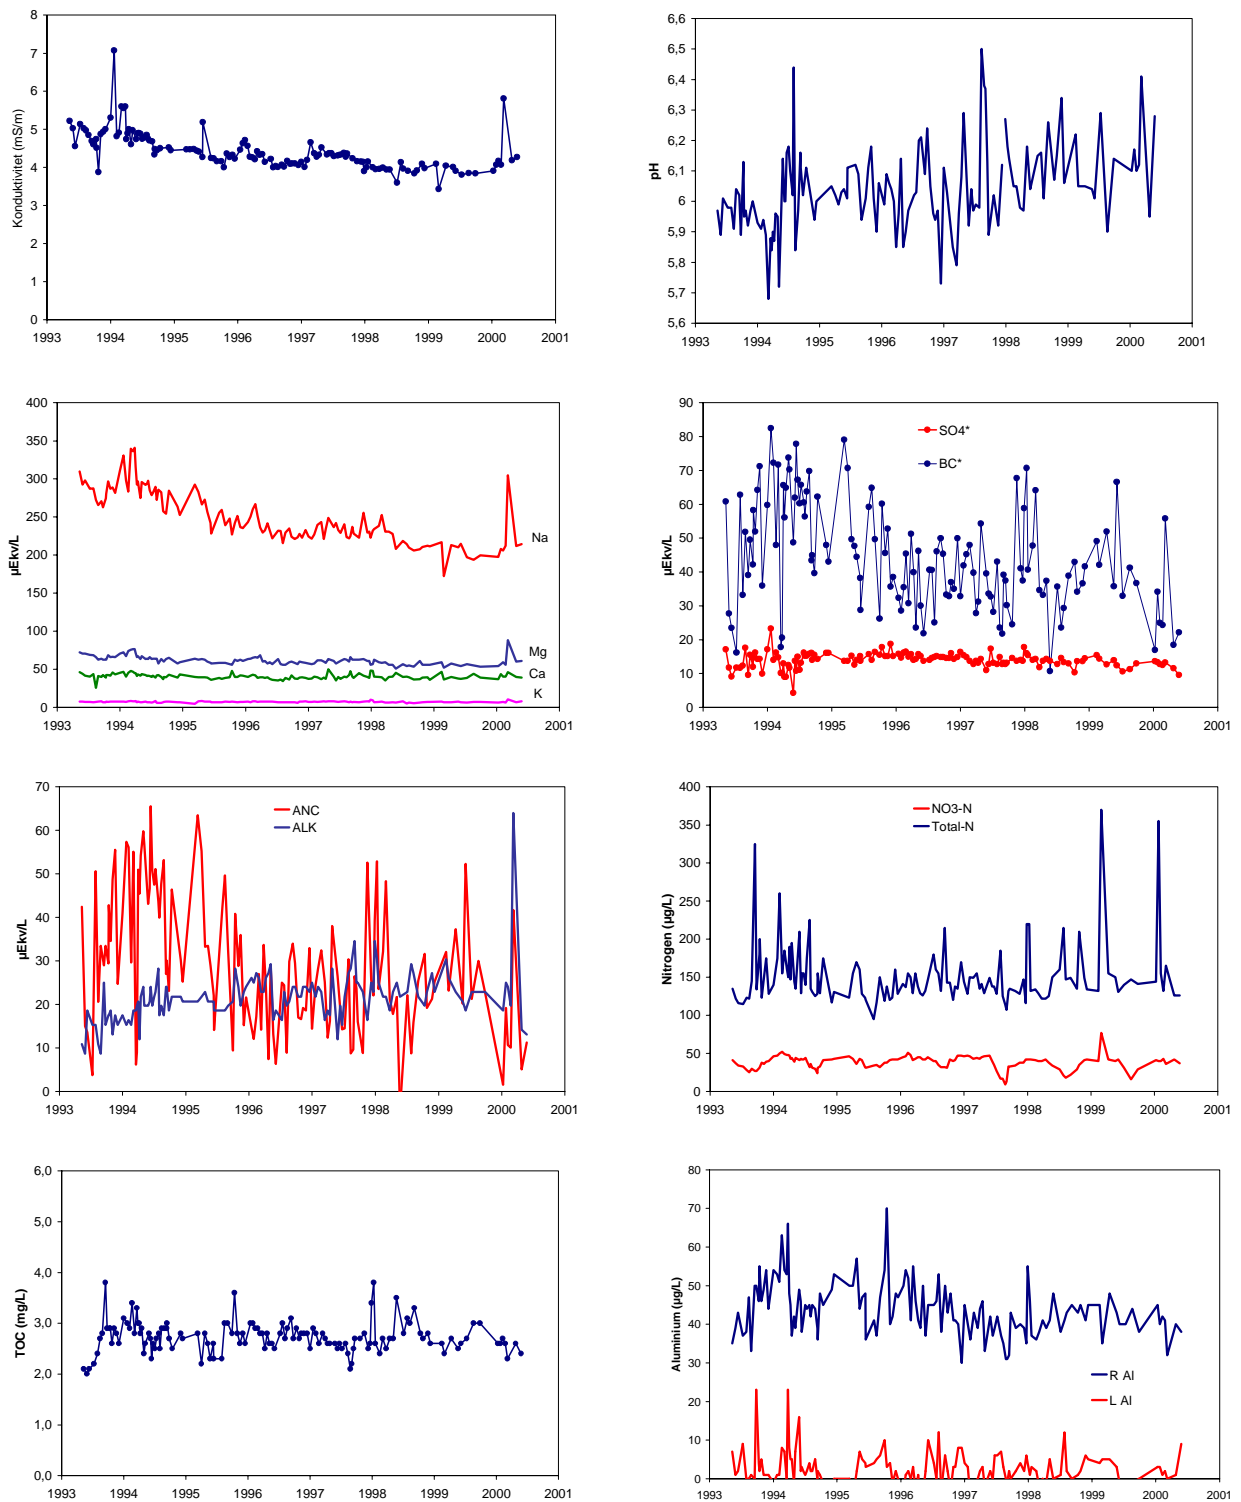 Konduktivitet (mS/m)
8
7
6
5
4
3
2
1
0
1993 1994 1995 1996 1997 1998 1999 2000 2001
pH
6,6
6,5
6,4
6,3
6,2
6,1
6
5,9
5,8
5,7
5,6
1993 1994 1995 1996 1997 1998 1999 2000 2001
µEkv/L
400
350
300
250
200
150
100
50
0
Na
Mg
Ca
K
1993 1994 1995 1996 1997 1998 1999 2000 2001
µEkv/L
90
80
70
60
50
40
30
20
10
0
SO4*
BC*
1993 1994 1995 1996 1997 1998 1999 2000 2001
µEkv/L
70
60
50
40
30
20
10
0
ANC
ALK
1993 1994 1995 1996 1997 1998 1999 2000 2001
Nitrogen (µg/L)
400
350
300
250
200
150
100
50
0
NO3-N
Total-N
1993 1994 1995 1996 1997 1998 1999 2000 2001
TOC (mg/L)
6,0
5,0
4,0
3,0
2,0
1,0
0,0
1993 1994 1995 1996 1997 1998 1999 2000 2001
Aluminium (µg/L)
80
70
60
50
40
30
20
10
0
R Al
L Al
1993 1994 1995 1996 1997 1998 1999 2000 2001